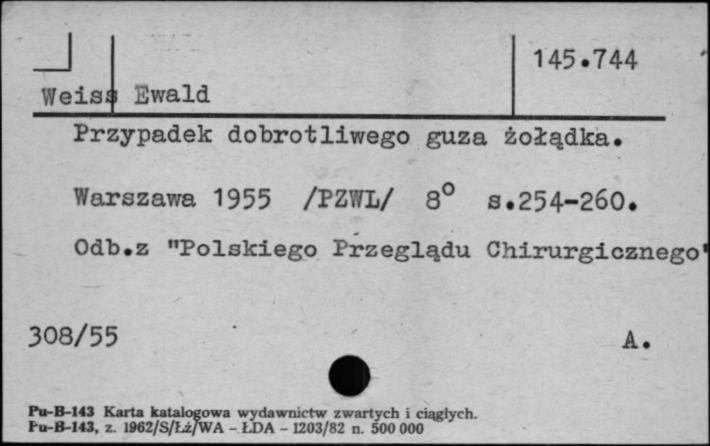 145.744
Weiss Ewald
Przypadek dobrotliwego guza żołądka.
Warszawa 1955 /PZWL/ 8° s.254-260.
Odb.z "Polskiego Przeglądu Chirurgicznego"
308/55 A.
Pu-B-143 Karta katalogowa wydawnictw zwartych i ciągłych.
Pu-B-143, z. 1962/S/Łż/WA - ŁDA - 1203/82 n. 500 000